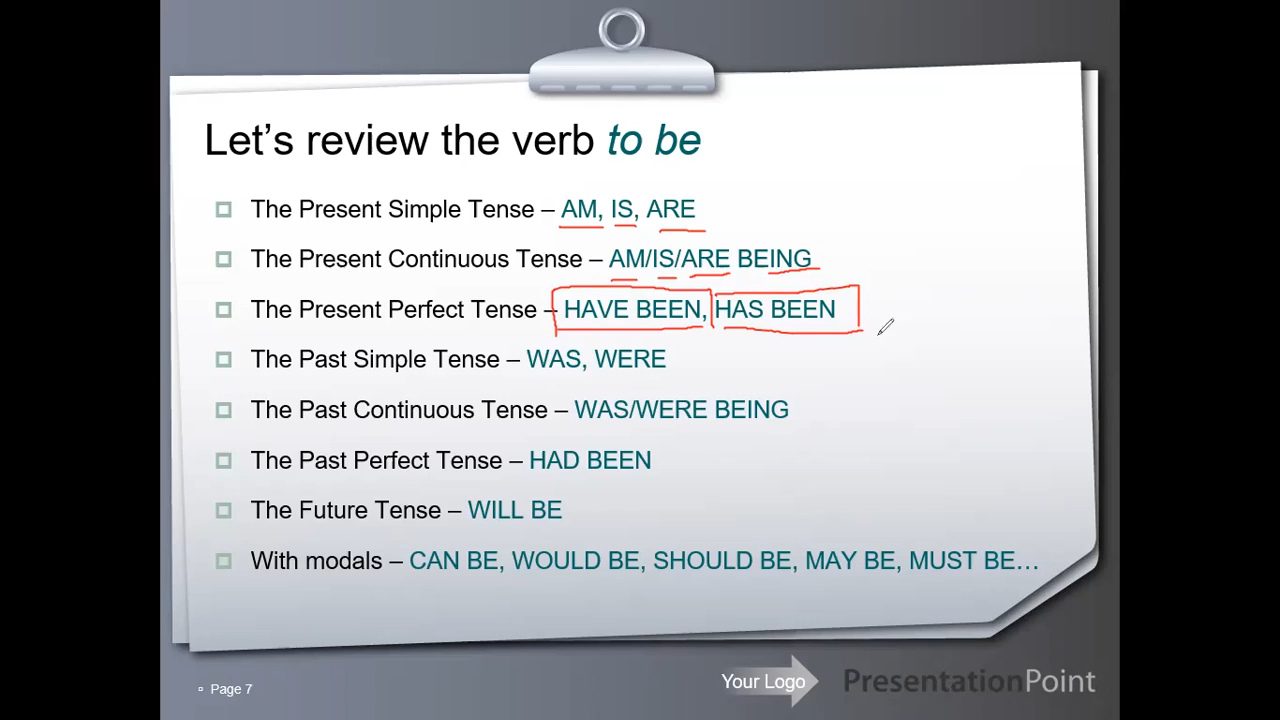 Let's review the verb to be
The Present Simple Tense – AM, IS, ARE
The Present Continuous Tense – AM/IS/ARE BEING
The Present Perfect Tense – HAVE BEEN, HAS BEEN
The Past Simple Tense – WAS, WERE
The Past Continuous Tense – WAS/WERE BEING
The Past Perfect Tense – HAD BEEN
The Future Tense – WILL BE
With modals – CAN BE, WOULD BE, SHOULD BE, MAY BE, MUST BE…
Page 7
Your Logo
PresentationPoint